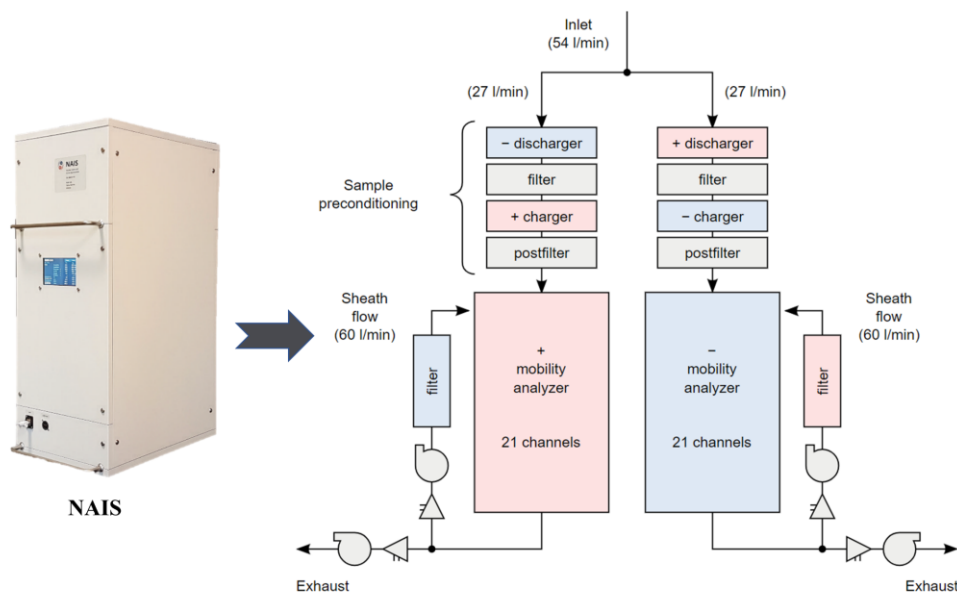 Inlet
(54 l/min)
(27 l/min)
(27 l/min)
− discharger
+ discharger
filter
filter
Sample
preconditioning
+ charger
− charger
postfilter
postfilter
NAIS
Sheath
flow
(60 l/min)
Sheath
flow
(60 l/min)
filter
+
mobility
analyzer
21 channels
−
mobility
analyzer
21 channels
filter
NAIS
Exhaust
Exhaust